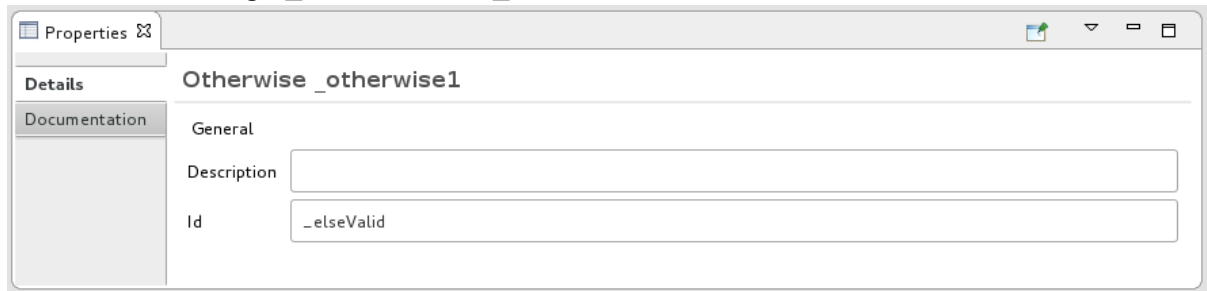 Properties
Details
Documentation
Otherwise _otherwise1
General
Description
Id
_elseValid